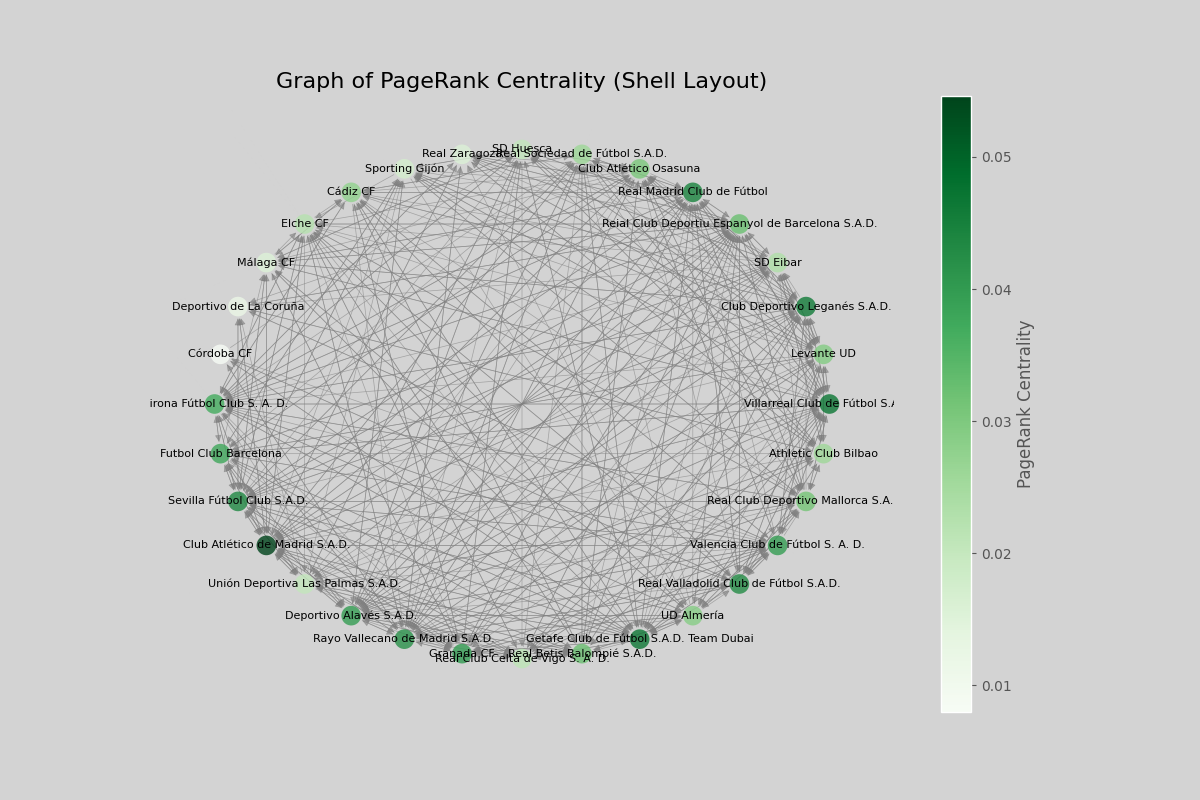 Graph of PageRank Centrality (Shell Layout)
SD Huesca
Real Zaragoza
Real Sociedad de Fútbol S.A.D.
Sporting Gijón
Club Atlético Osasuna
Cádiz CF
Real Madrid Club de Fútbol
Elche CF
Reial Club Deportiu Espanyol de Barcelona S.A.D.
Málaga CF
SD Eibar
Deportivo de La Coruña
Club Deportivo Leganés S.A.D.
Córdoba CF
Levante UD
irona Fútbol Club S. A. D.
Villarreal Club de Fútbol S.A
Futbol Club Barcelona
Athletic Club Bilbao
Sevilla Fútbol Club S.A.D.
Real Club Deportivo Mallorca S.A.
Club Atlético de Madrid S.A.D.
Valencia Club de Fútbol S. A. D.
Unión Deportiva Las Palmas S.A.D.
Real Valladolid Club de Fútbol S.A.D.
Deportivo Alavés S.A.D.
UD Almería
Rayo Vallecano de Madrid S.A.D.
Getafe Club de Fútbol S.A.D. Team Dubai
Granada CF
Real Betis Balompié S.A.D.
Real Club Celta de Vigo S. A. D.
0.05
0.04
0.03
0.02
0.01
PageRank Centrality